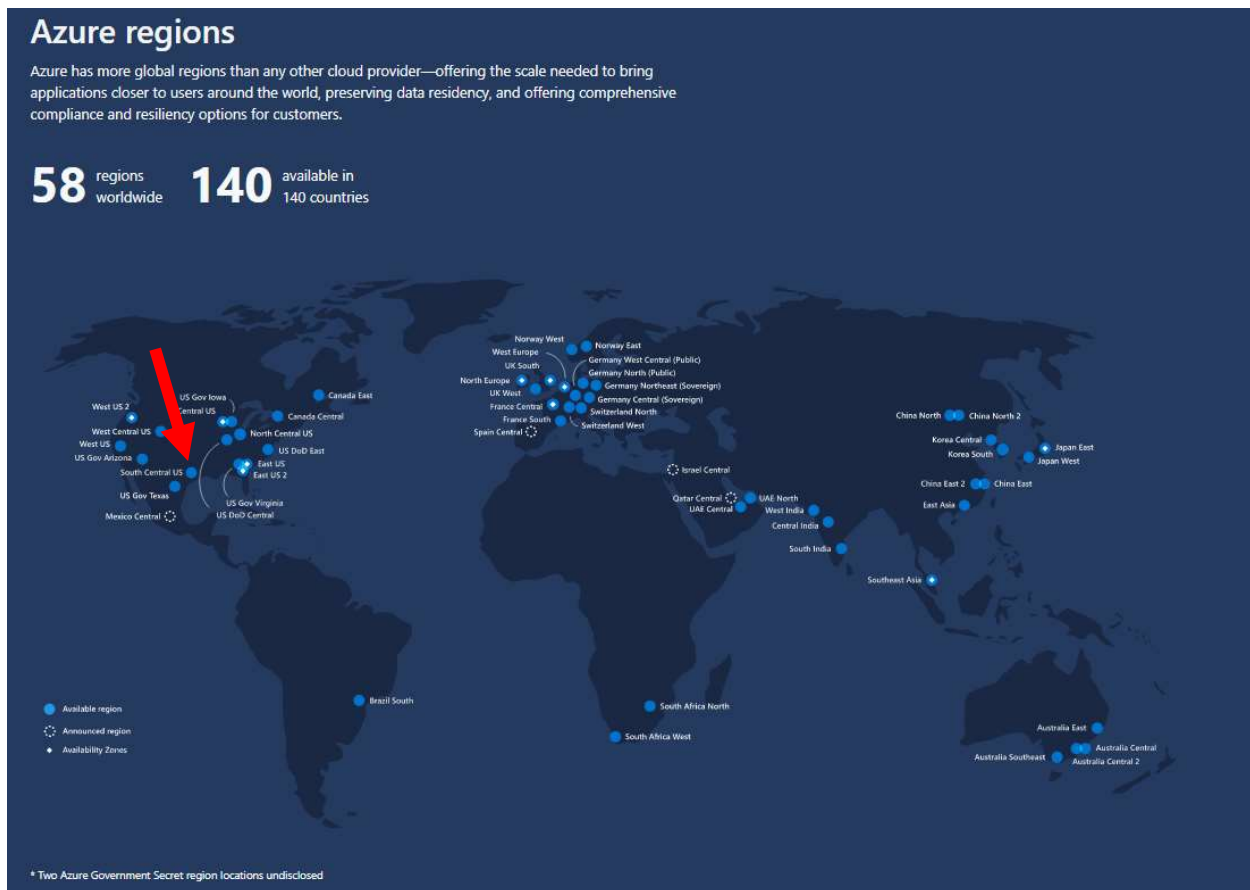 Azure regions
Azure has more global regions than any other cloud provider—offering the scale needed to bring
applications closer to users around the world, preserving data residency, and offering comprehensive
compliance and resiliency options for customers.
58 regions worldwide
140 available in 140 countries
Norway West
Norway East
West Europe
Germany West Central (Public)
UK South
Germany North (Public)
North Europe
Germany Northeast (Sovereign)
UK West
Germany Central (Sovereign)
France Central
Switzerland North
France South
Switzerland West
Spain Central
Canada East
US Gov Iowa
West US 2
Central US
Canada Central
West Central US
North Central US
West US
US DoD East
US Gov Arizona
East US
South Central US
East US 2
US Gov Texas
US Gov Virginia
Mexico Central
US DoD Central
China North
China North 2
Korea Central
Korea South
Japan East
Japan West
Israel Central
China East 2
China East
Qatar Central
UAE North
UAE Central
West India
East Asia
Central India
South India
Southeast Asia
Brazil South
South Africa North
South Africa West
Australia East
Australia Central
Australia Southeast
Australia Central 2
Available region
Announced region
Availability Zones
* Two Azure Government Secret region locations undisclosed